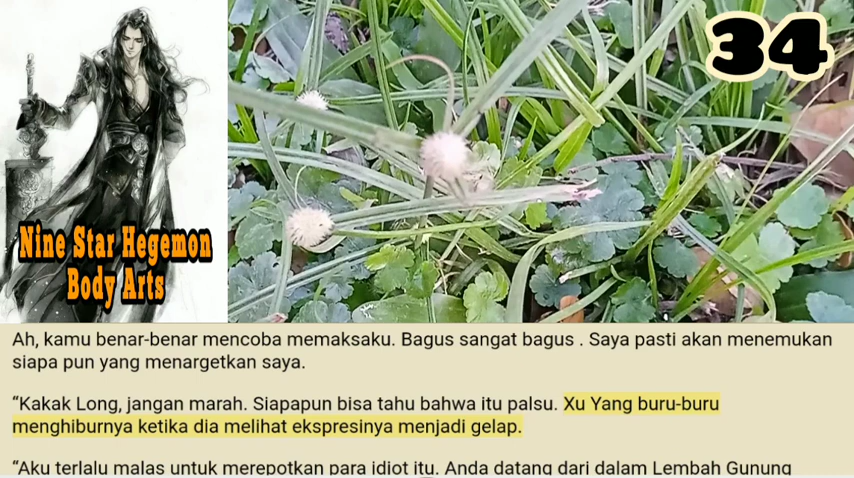 34
Nine Star Hegemon
Body Arts
Ah, kamu benar-benar mencoba memaksaku. Bagus sangat bagus . Saya pasti akan menemukan
siapa pun yang menargetkan saya.
“Kakak Long, jangan marah. Siapapun bisa tahu bahwa itu palsu. Xu Yang buru-buru
menghiburnya ketika dia melihat ekspresinya menjadi gelap.
“Aku terlalu malas untuk merepotkan para idiot itu. Anda datang dari dalam Lembah Gunung